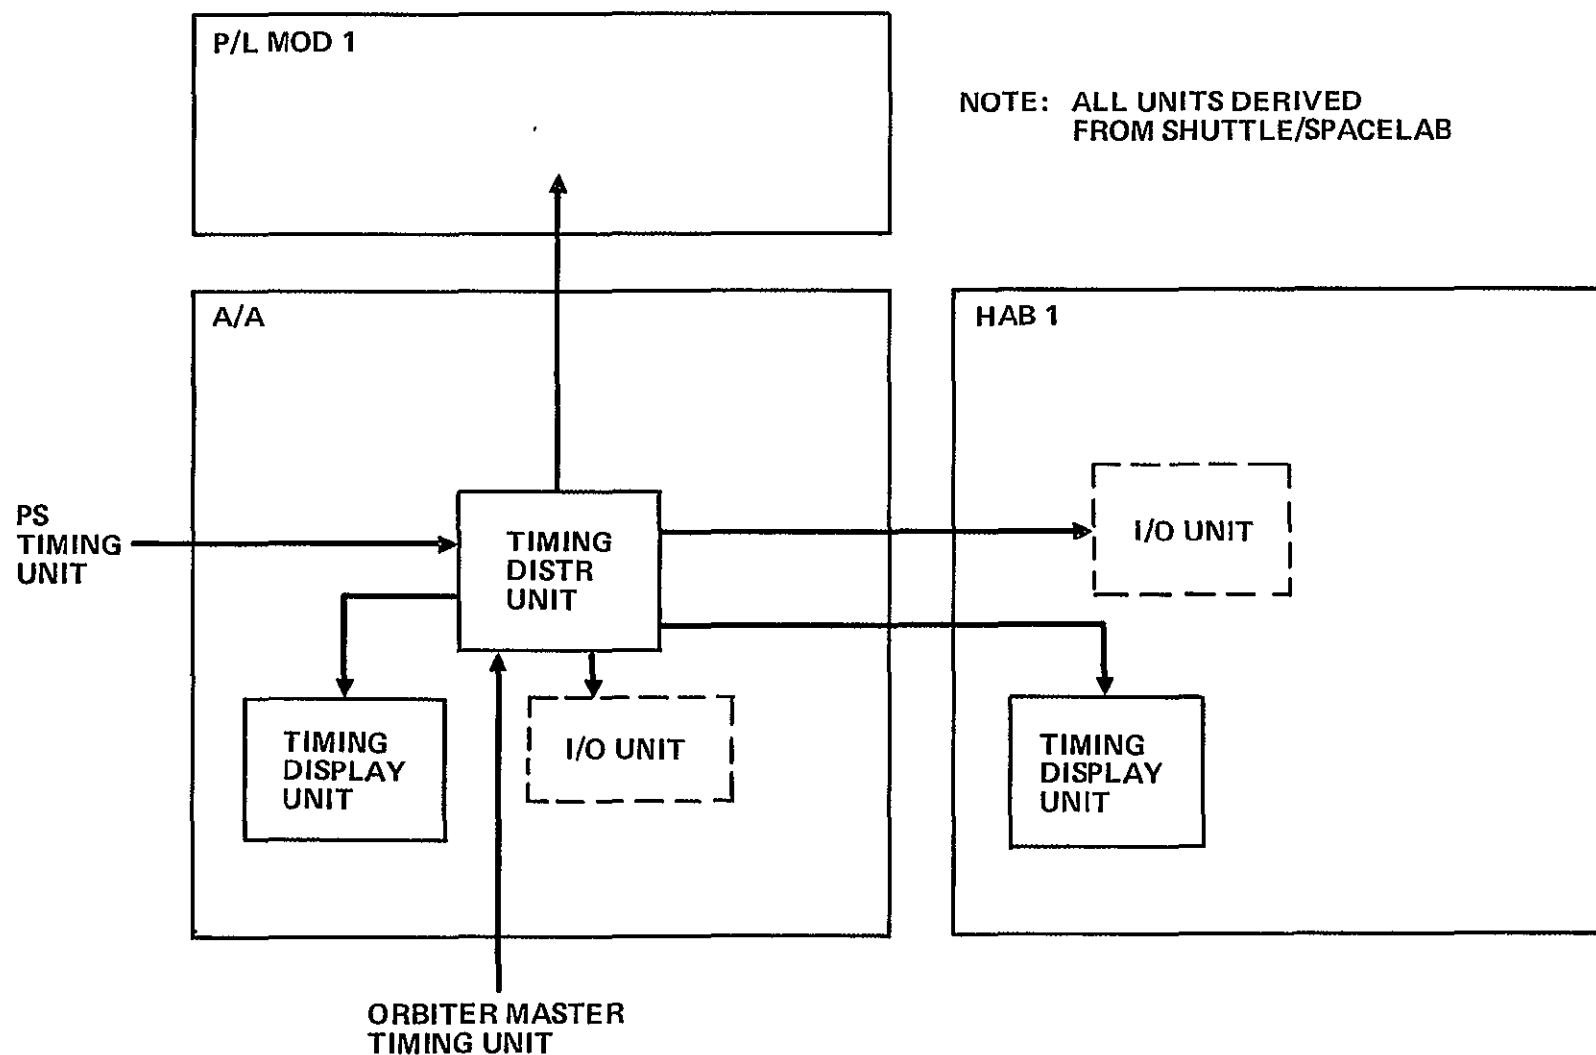 P/L MOD 1
NOTE: ALL UNITS DERIVED
FROM SHUTTLE/SPACELAB
A/A
HAB 1
PS
TIMING
UNIT
TIMING
DISTR
UNIT
I/O UNIT
TIMING
DISPLAY
UNIT
I/O UNIT
TIMING
DISPLAY
UNIT
ORBITER MASTER
TIMING UNIT